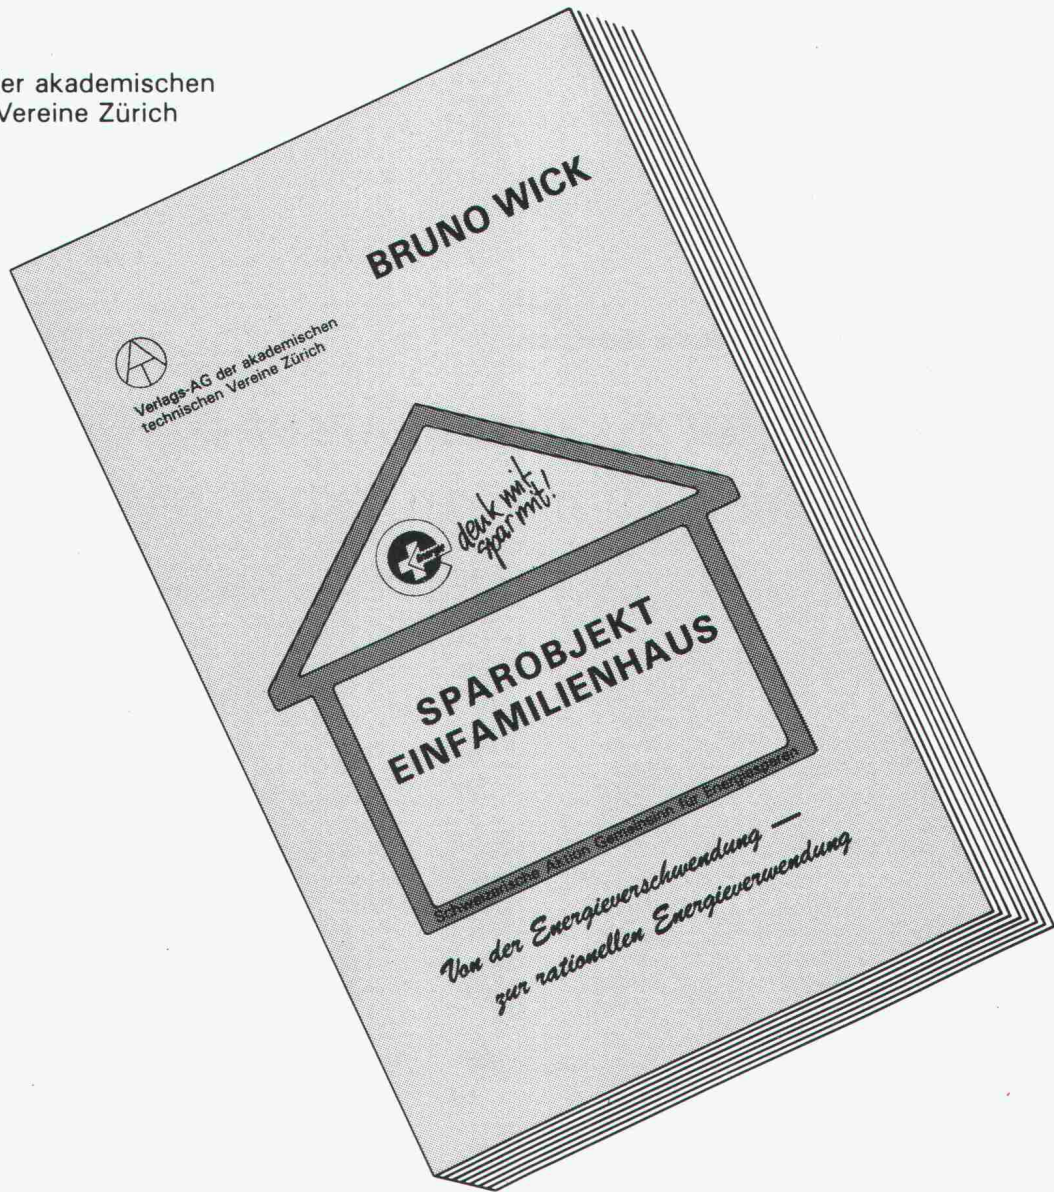 er akademischen
Vereine Zürich
BRUNO WICK
Verlags-AG der akademischen
technischen Vereine Zürich
denk mit,
spar mit!
SPAROBJEKT
EINFAMILIENHAUS
Schweizerische Aktion Gemeinsinn für Energiesparen
Von der Energieverschwendung —
zur rationellen Energieverwendung